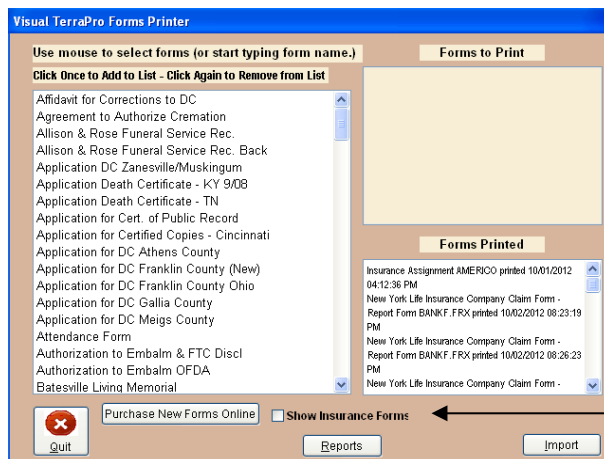 Visual TerraPro Forms Printer
Use mouse to select forms (or start typing form name.)
Click Once to Add to List - Click Again to Remove from List
Affidavit for Corrections to DC
Agreement to Authorize Cremation
Allison & Rose Funeral Service Rec.
Allison & Rose Funeral Service Rec. Back
Application DC Zanesville/Muskingum
Application Death Certificate - KY 9/08
Application Death Certificate - TN
Application for Cert. of Public Record
Application for Certified Copies - Cincinnati
Application for DC Athens County
Application for DC Franklin County (New)
Application for DC Franklin County Ohio
Application for DC Gallia County
Application for DC Meigs County
Attendance Form
Authorization to Embalm & FTC Discl
Authorization to Embalm OFDA
Batesville Living Memorial
Forms to Print
Forms Printed
Insurance Assignment AMERICO printed 10/01/2012
04:12:36 PM
New York Life Insurance Company Claim Form -
Report Form BANKF.FRX printed 10/02/2012 08:23:19
PM
New York Life Insurance Company Claim Form -
Report Form BANKF.FRX printed 10/02/2012 08:26:23
PM
New York Life Insurance Company Claim Form -
Quit
Purchase New Forms Online
Show Insurance Forms
Reports
Import